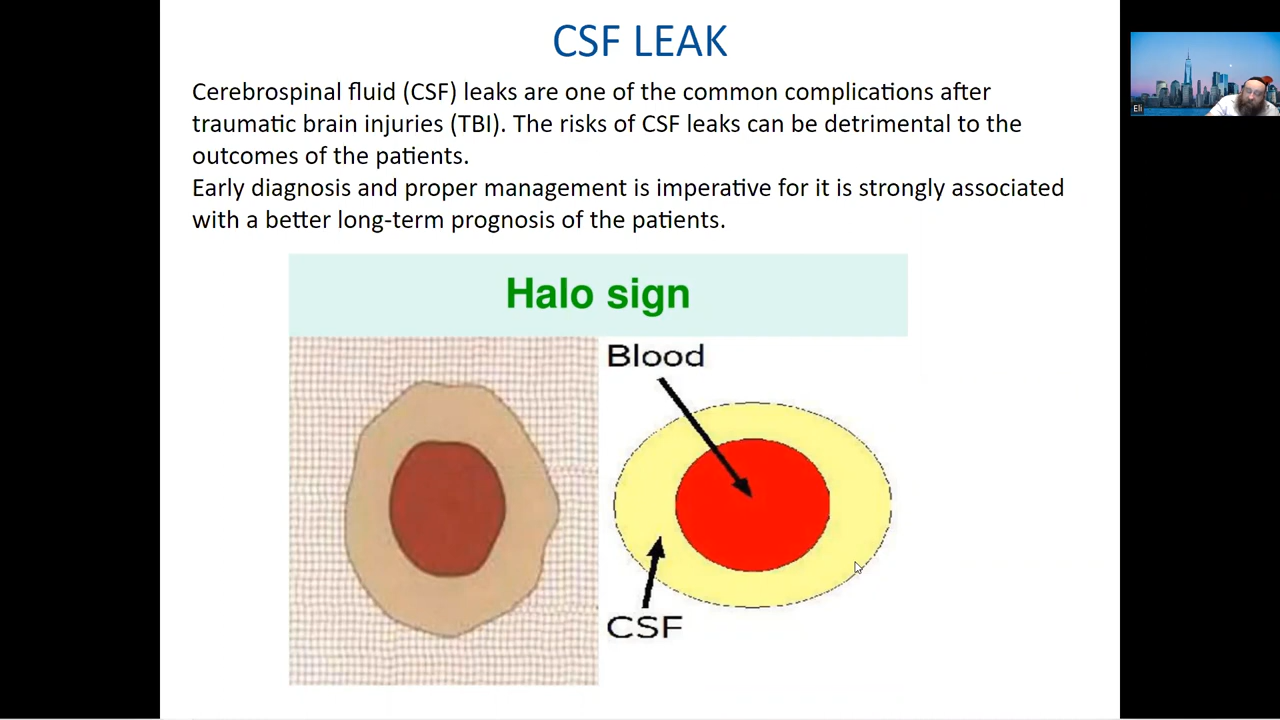 CSF LEAK
Cerebrospinal fluid (CSF) leaks are one of the common complications after
traumatic brain injuries (TBI). The risks of CSF leaks can be detrimental to the
outcomes of the patients.
Early diagnosis and proper management is imperative for it is strongly associated
with a better long-term prognosis of the patients.
Halo sign
Blood
CSF
Eli